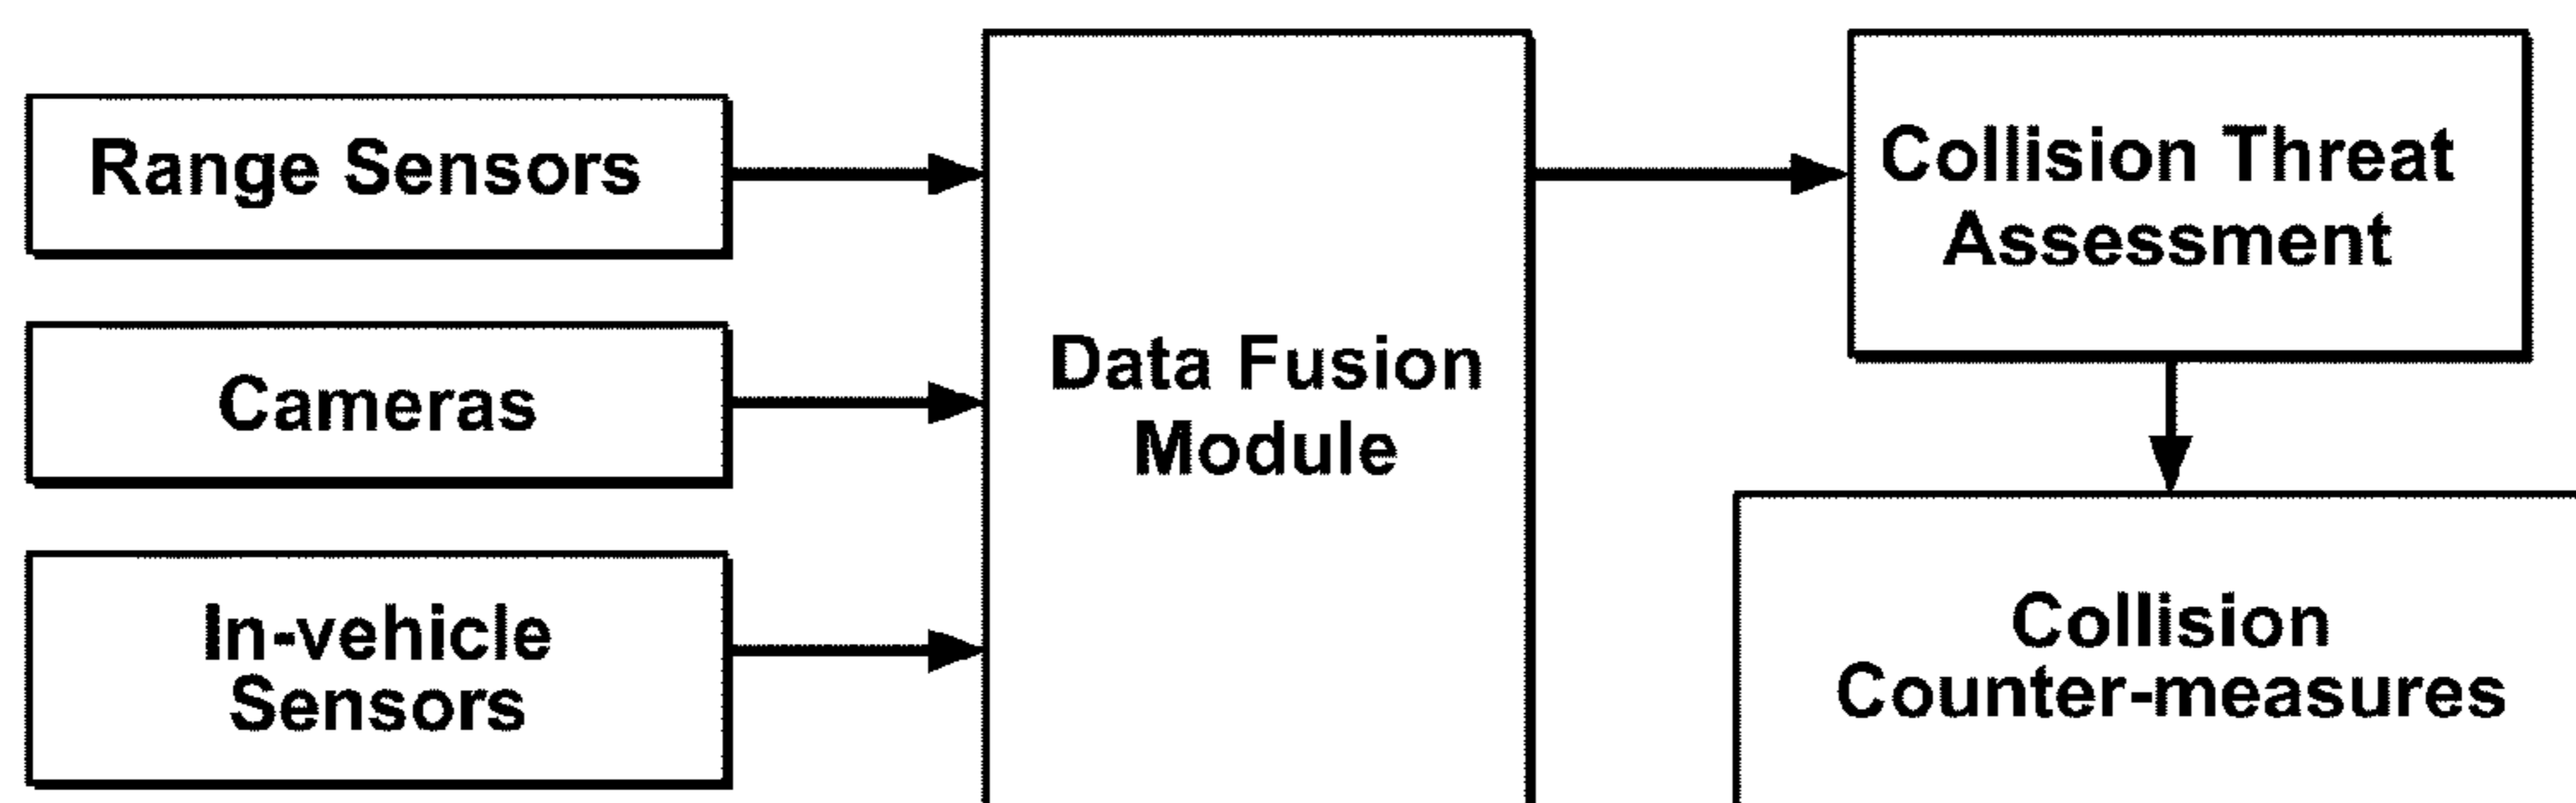 Range Sensors
Cameras
In-vehicle
Sensors
Data Fusion
Module
Collision Threat
Assessment
Collision
Counter-measures